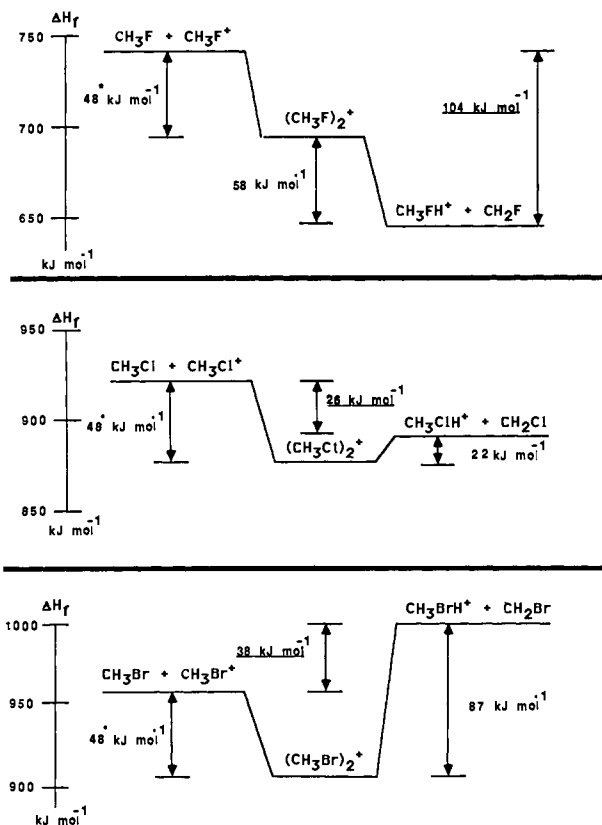 ΔHf
CH3F + CH3F+
750
48* kJ mol-1
104 kJ mol-1
(CH3F)2+
700
58 kJ mol-1
CH3FH+ + CH2F
650
kJ mol-1
ΔHf
950
CH3Cl + CH3Cl+
26 kJ mol-1
CH3ClH+ + CH2Cl
900
48* kJ mol-1
(CH3Cl)2+
22 kJ mol-1
850
kJ mol-1
ΔHf
CH3BrH+ + CH2Br
1000
38 kJ mol-1
CH3Br + CH3Br+
950
48* kJ mol-1
87 kJ mol-1
(CH3Br)2+
900
kJ mol-1